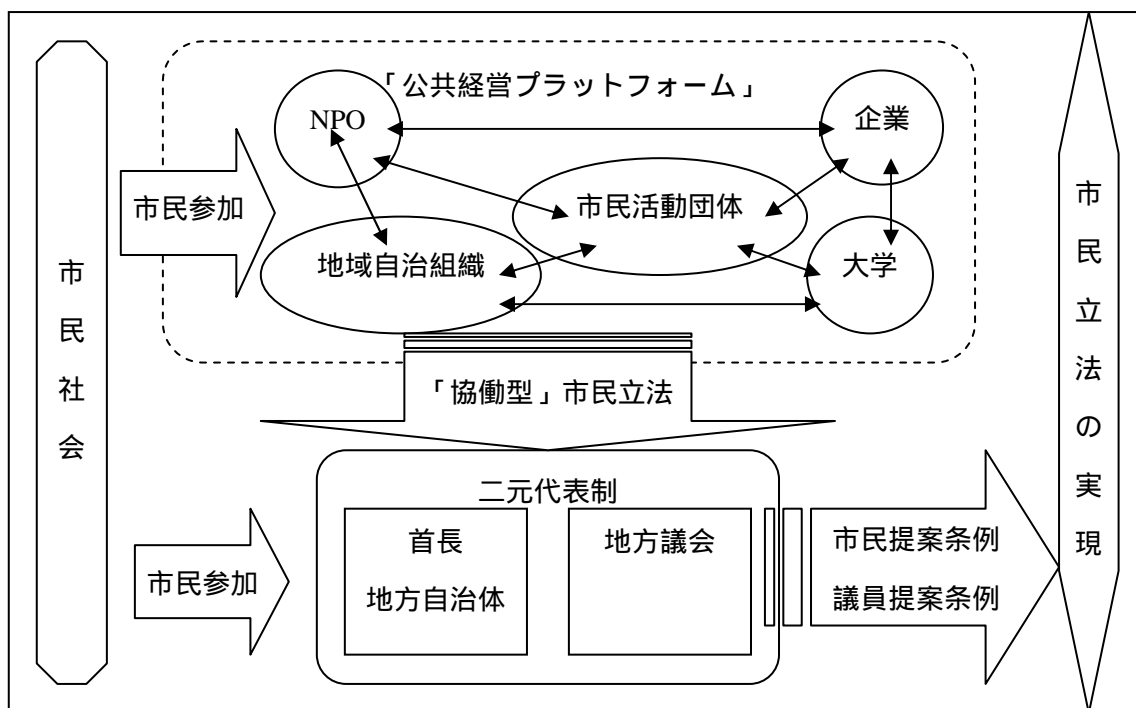 「公共経営プラットフォーム」
NPO
企業
市民参加
市民活動団体
地域自治組織
大学
市民社会
「協働型」市民立法
二元代表制
市民参加
首長
地方自治体
地方議会
市民提案条例
議員提案条例
市民立法の実現